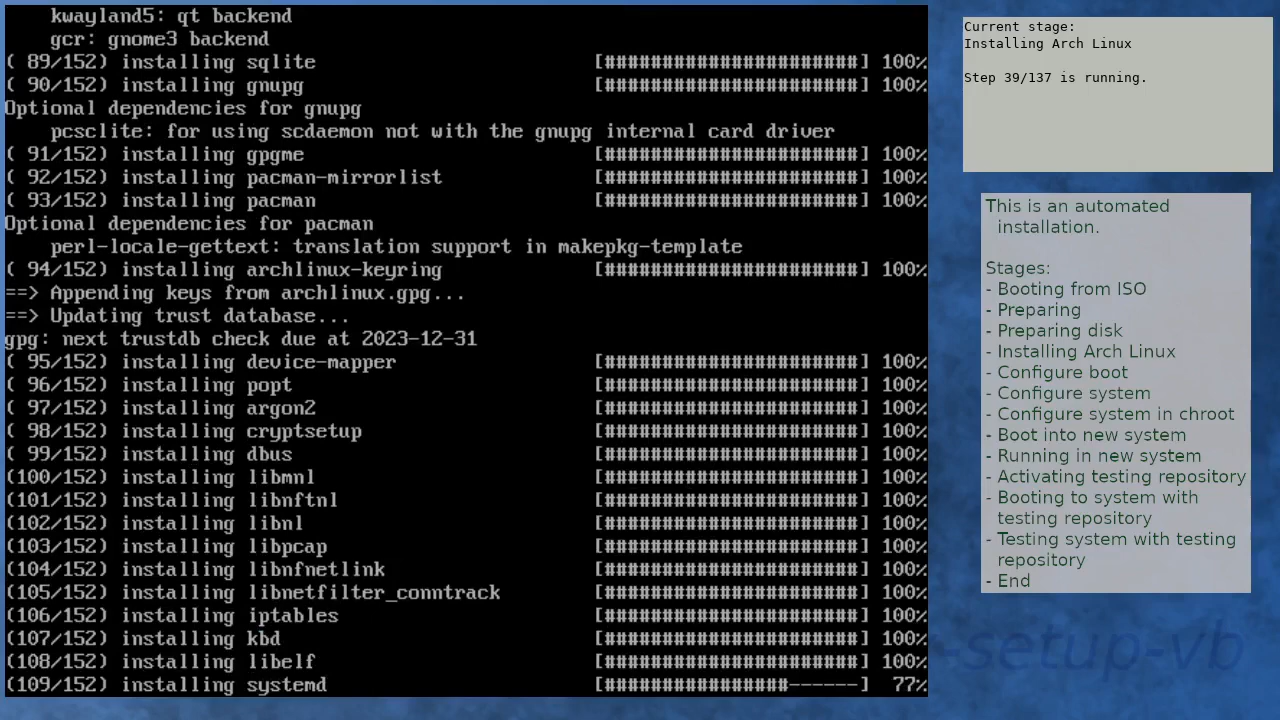 kwayland5: qt backend
gcr: gnome3 backend
( 89/152) installing sqlite [######################] 100%
( 90/152) installing gnupg [######################] 100%
Optional dependencies for gnupg
pcsclite: for using scdaemon not with the gnupg internal card driver
( 91/152) installing gpgme [######################] 100%
( 92/152) installing pacman-mirrorlist [######################] 100%
( 93/152) installing pacman [######################] 100%
Optional dependencies for pacman
perl-locale-gettext: translation support in makepkg-template
( 94/152) installing archlinux-keyring [######################] 100%
==> Appending keys from archlinux.gpg...
==> Updating trust database...
gpg: next trustdb check due at 2023-12-31
( 95/152) installing device-mapper [######################] 100%
( 96/152) installing popt [######################] 100%
( 97/152) installing argon2 [######################] 100%
( 98/152) installing cryptsetup [######################] 100%
( 99/152) installing dbus [######################] 100%
(100/152) installing libmnl [######################] 100%
(101/152) installing libnftnl [######################] 100%
(102/152) installing libnl [######################] 100%
(103/152) installing libpcap [######################] 100%
(104/152) installing libnfnetlink [######################] 100%
(105/152) installing libnetfilter_conntrack [######################] 100%
(106/152) installing iptables [######################] 100%
(107/152) installing kbd [######################] 100%
(108/152) installing libelf [######################] 100%
(109/152) installing systemd [################------] 77%
Current stage:
Installing Arch Linux
Step 39/137 is running.
This is an automated
installation.
Stages:
- Booting from ISO
- Preparing
- Preparing disk
- Installing Arch Linux
- Configure boot
- Configure system
- Configure system in chroot
- Boot into new system
- Running in new system
- Activating testing repository
- Booting to system with
testing repository
- Testing system with testing
repository
- End
-setup-vb